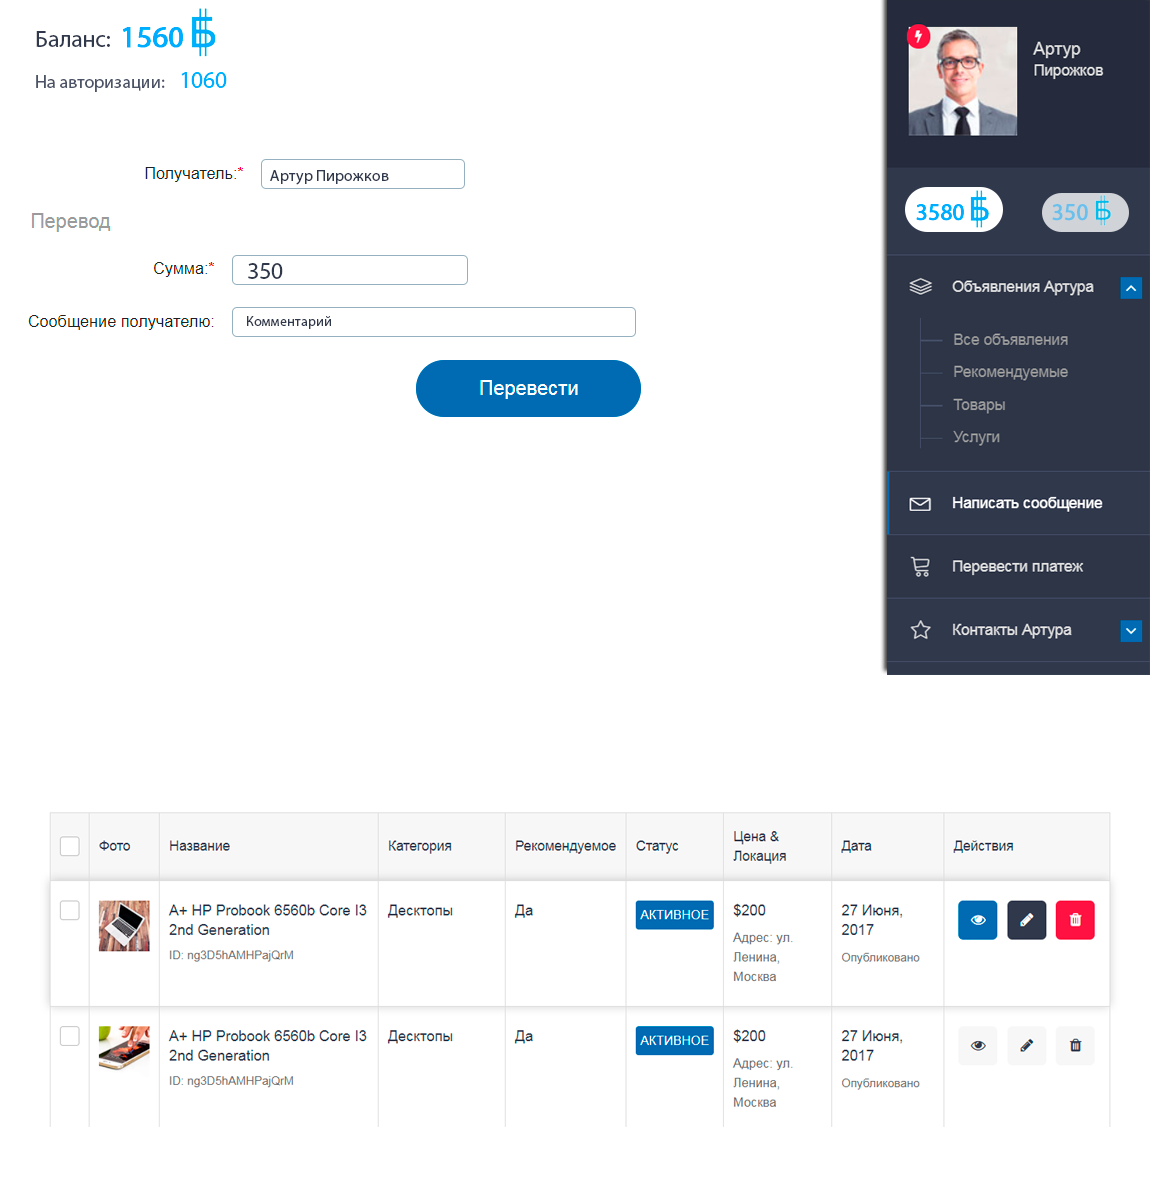 Баланс: 1560
На авторизации: 1060
Получатель:* Артур Пирожков
Перевод
Сумма:* 350
Сообщение получателю: Комментарий
Перевести
Артур
Пирожков
3580 350
Объявления Артура
Все объявления
Рекомендуемые
Товары
Услуги
Написать сообщение
Перевести платеж
Контакты Артура
Фото Название Категория Рекомендуемое Статус Цена & Дата Действия
Локация
A+ HP Probook 6560b Core I3 Десктопы Да АКТИВНОЕ $200 27 Июня,
2nd Generation 2017
ID: ng3D5hAMHPajQrM Адрес: ул. Опубликовано
Ленина,
Москва
A+ HP Probook 6560b Core I3 Десктопы Да АКТИВНОЕ $200 27 Июня,
2nd Generation 2017
ID: ng3D5hAMHPajQrM Адрес: ул. Опубликовано
Ленина,
Москва